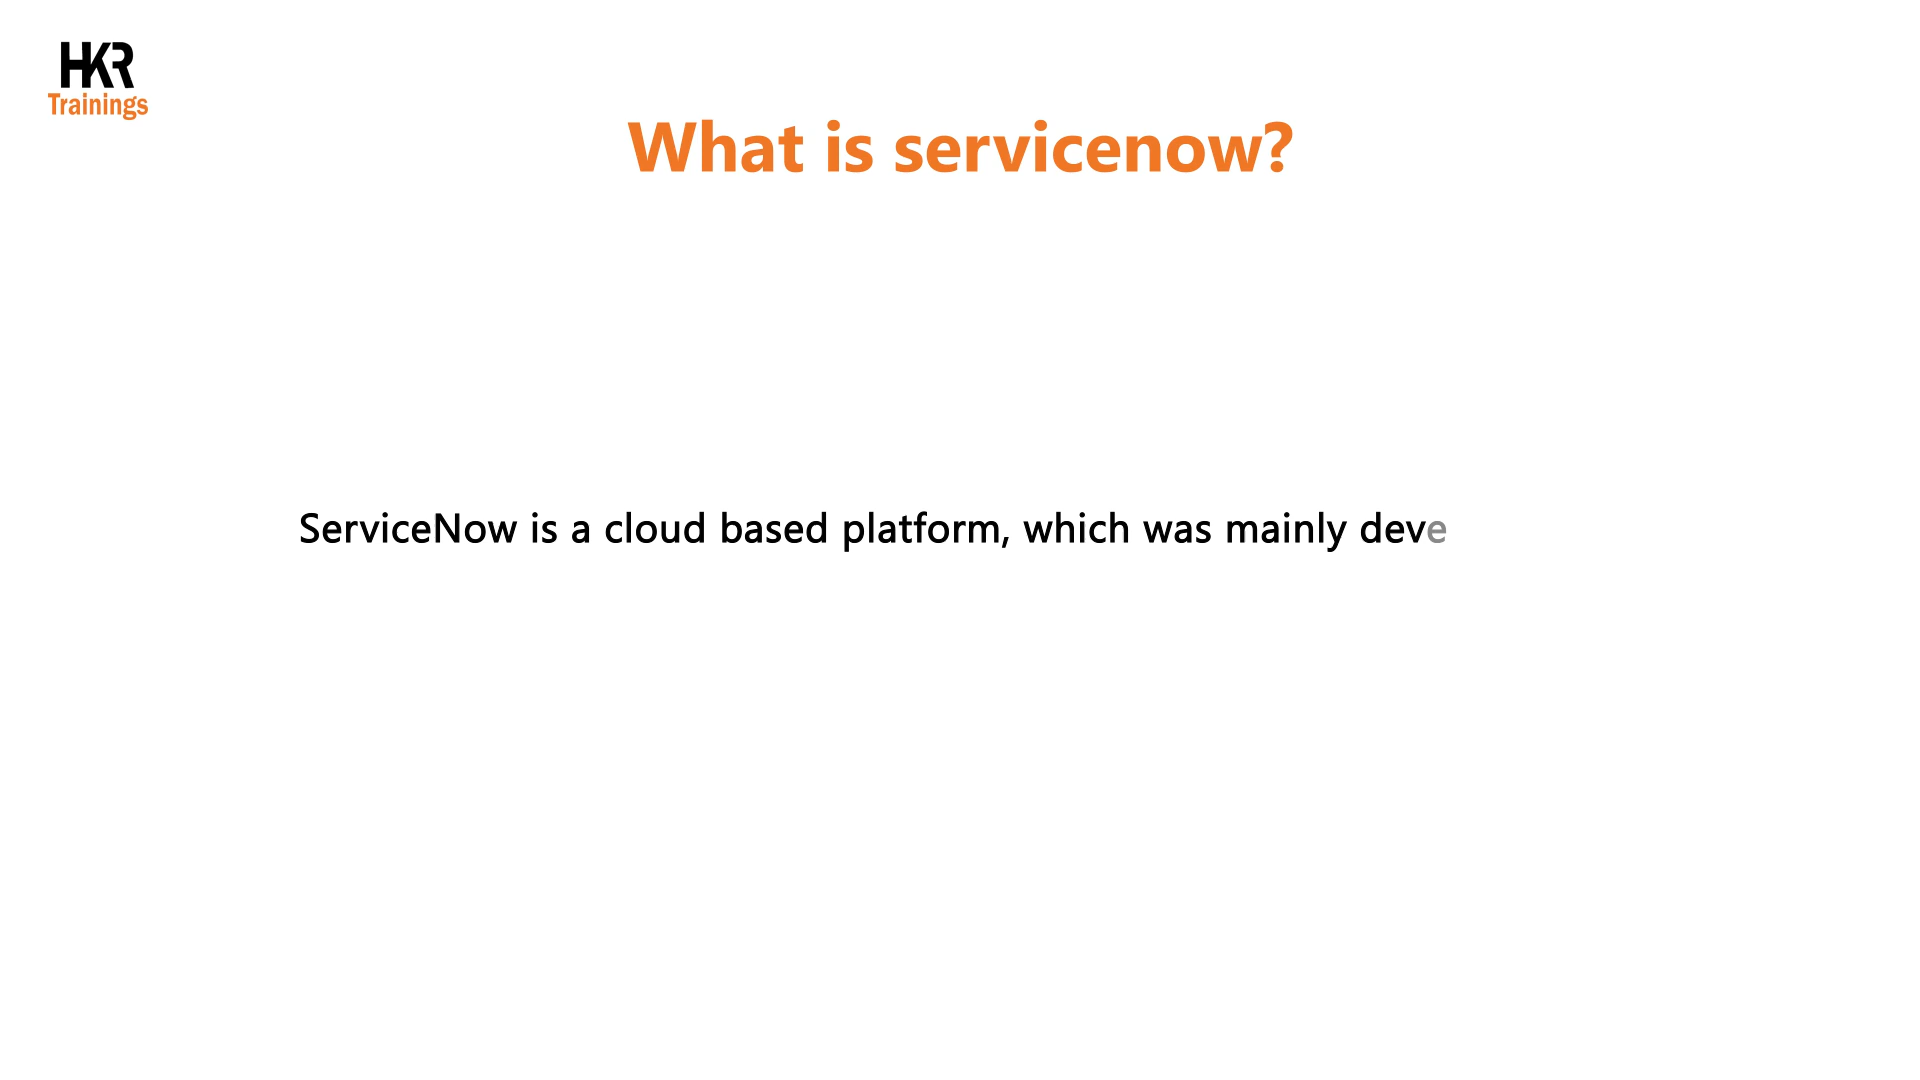 HKR
Trainings
What is servicenow?
ServiceNow is a cloud based platform, which was mainly deve